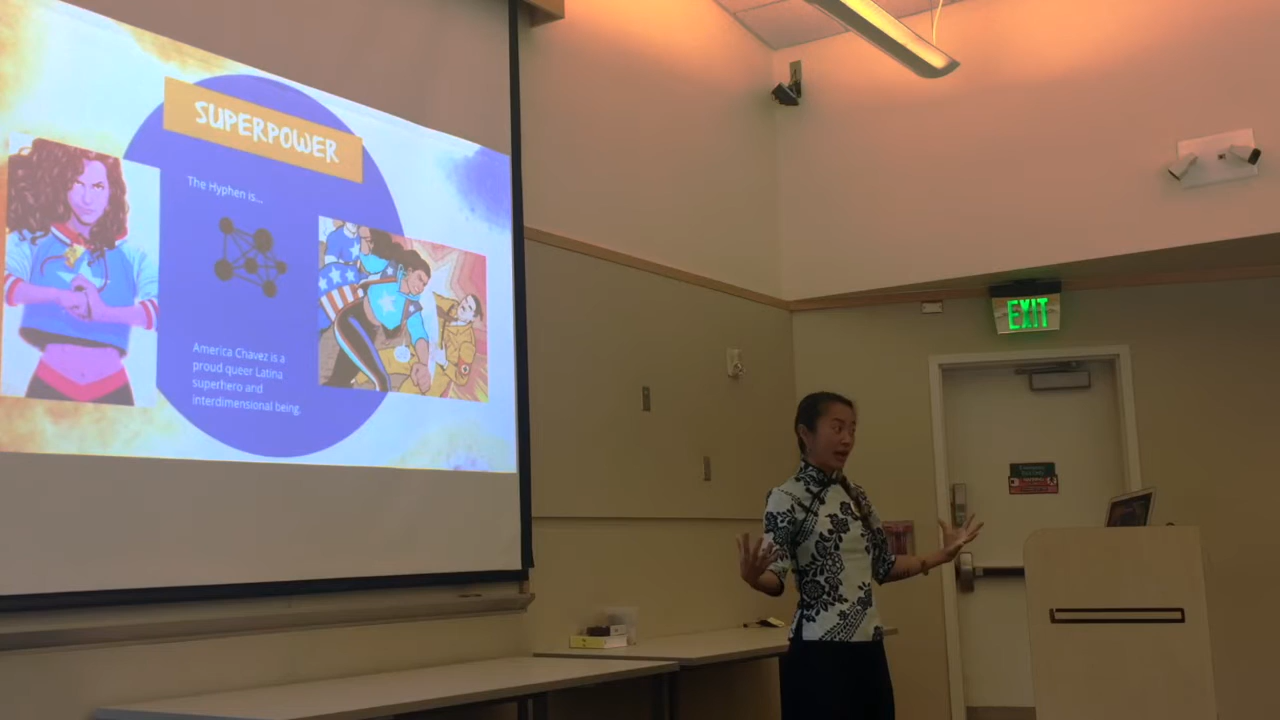 SUPERPOWER
The Hyphen is...
America Chavez is a
proud queer Latina
superhero and
interdimensional being.
EXIT